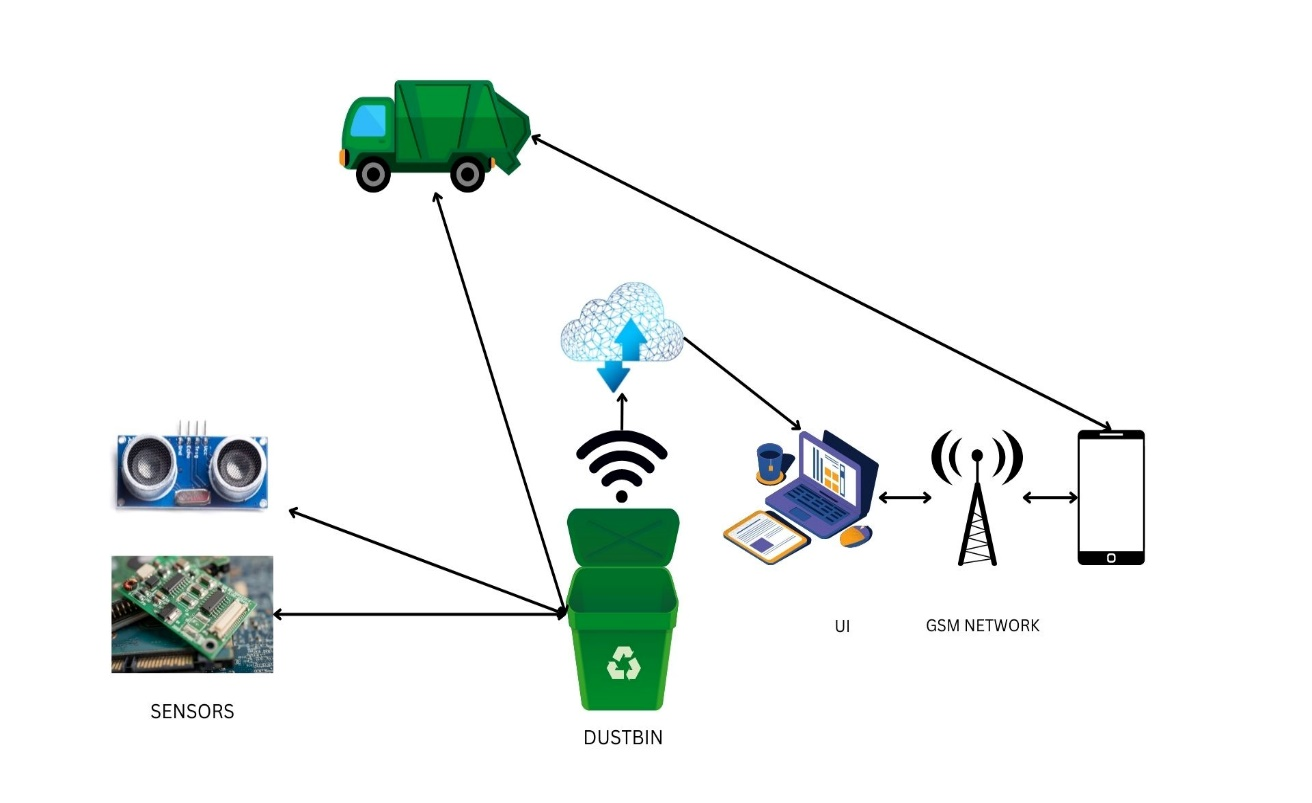 UI
GSM NETWORK
SENSORS
DUSTBIN